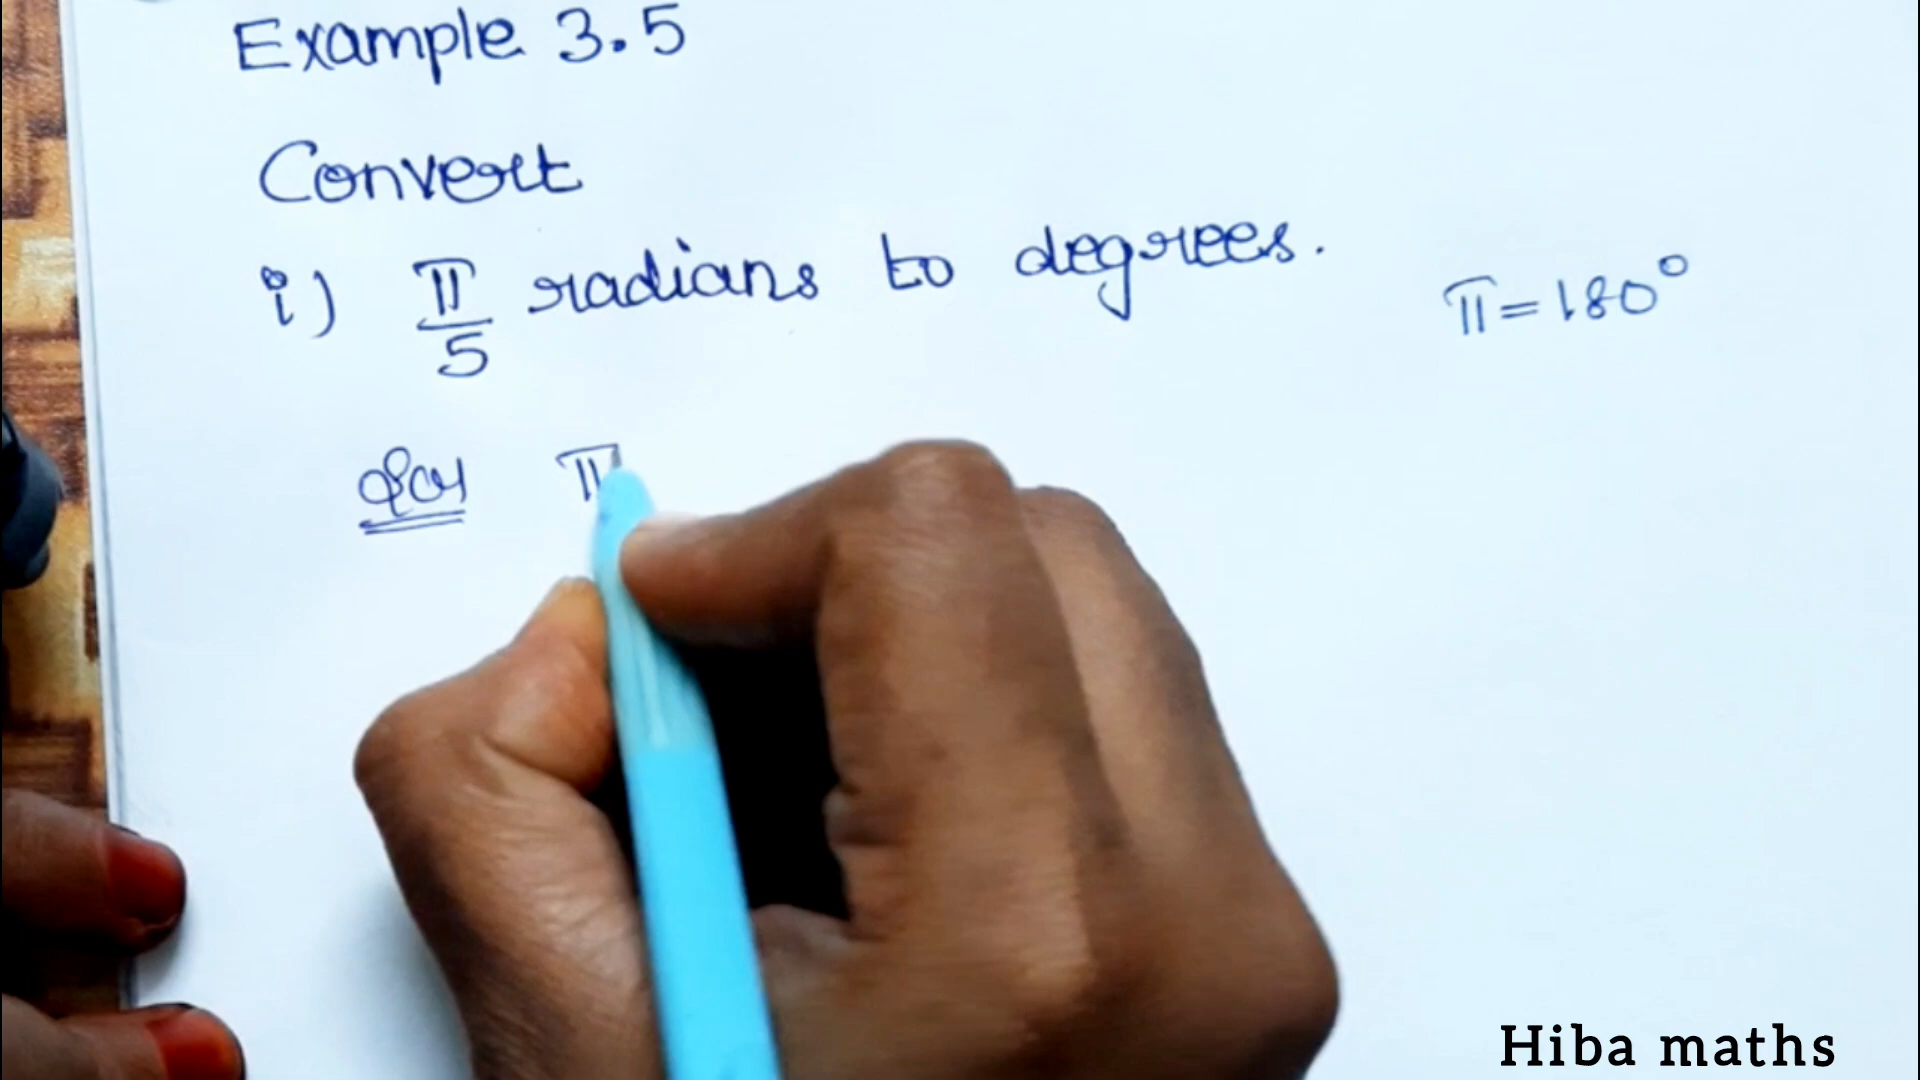 Example 3.5
Convert
i) π/5 radians to degrees.
π = 180°
Sol π
Hiba maths